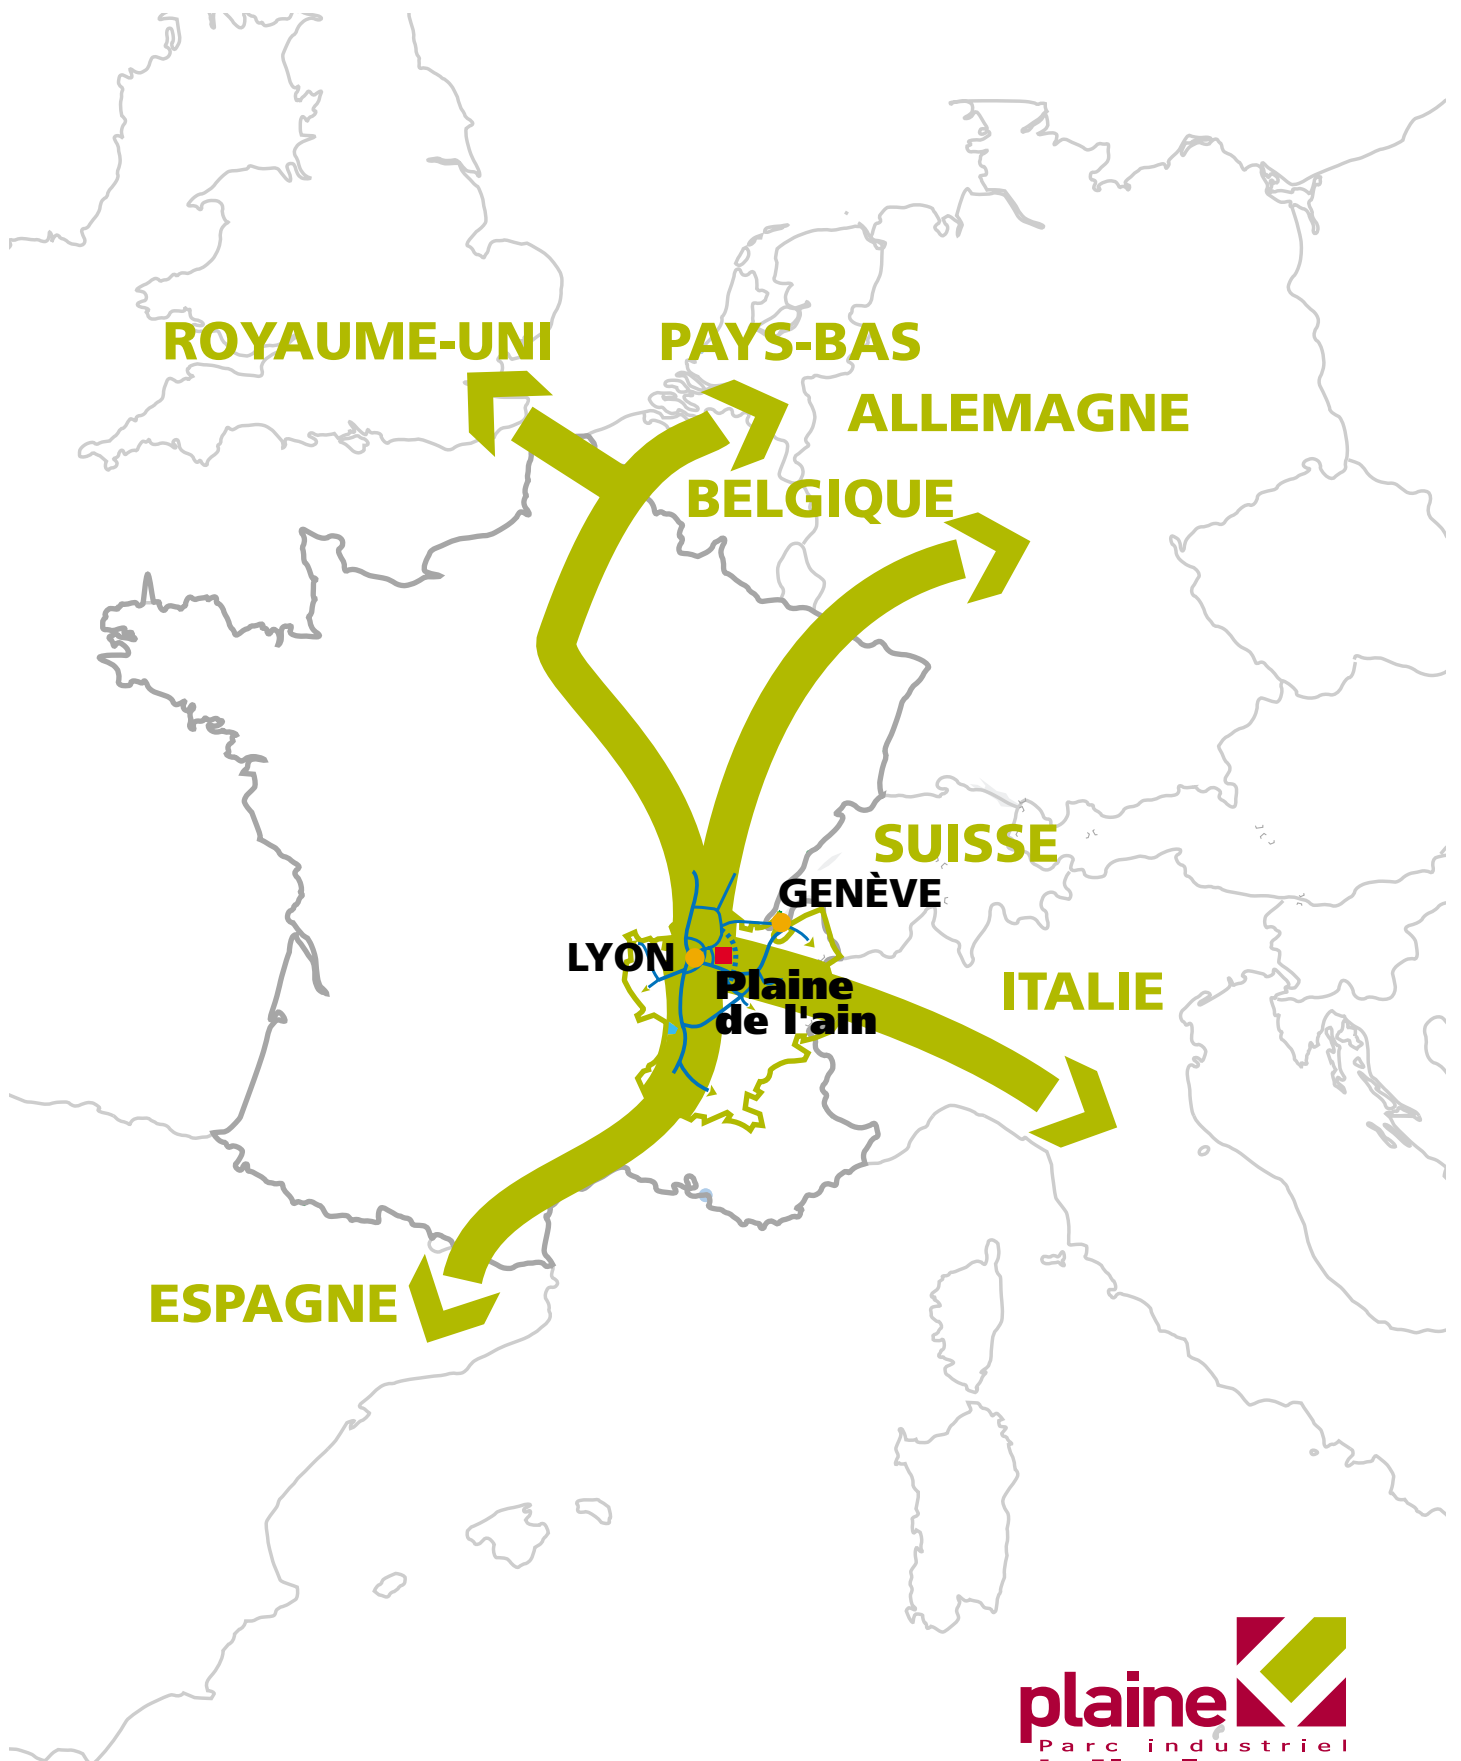 ROYAUME-UNI
PAYS-BAS
ALLEMAGNE
BELGIQUE
SUISSE
GENÈVE
LYON
Plaine
de l'ain
ITALIE
ESPAGNE
plaine
Parc industriel